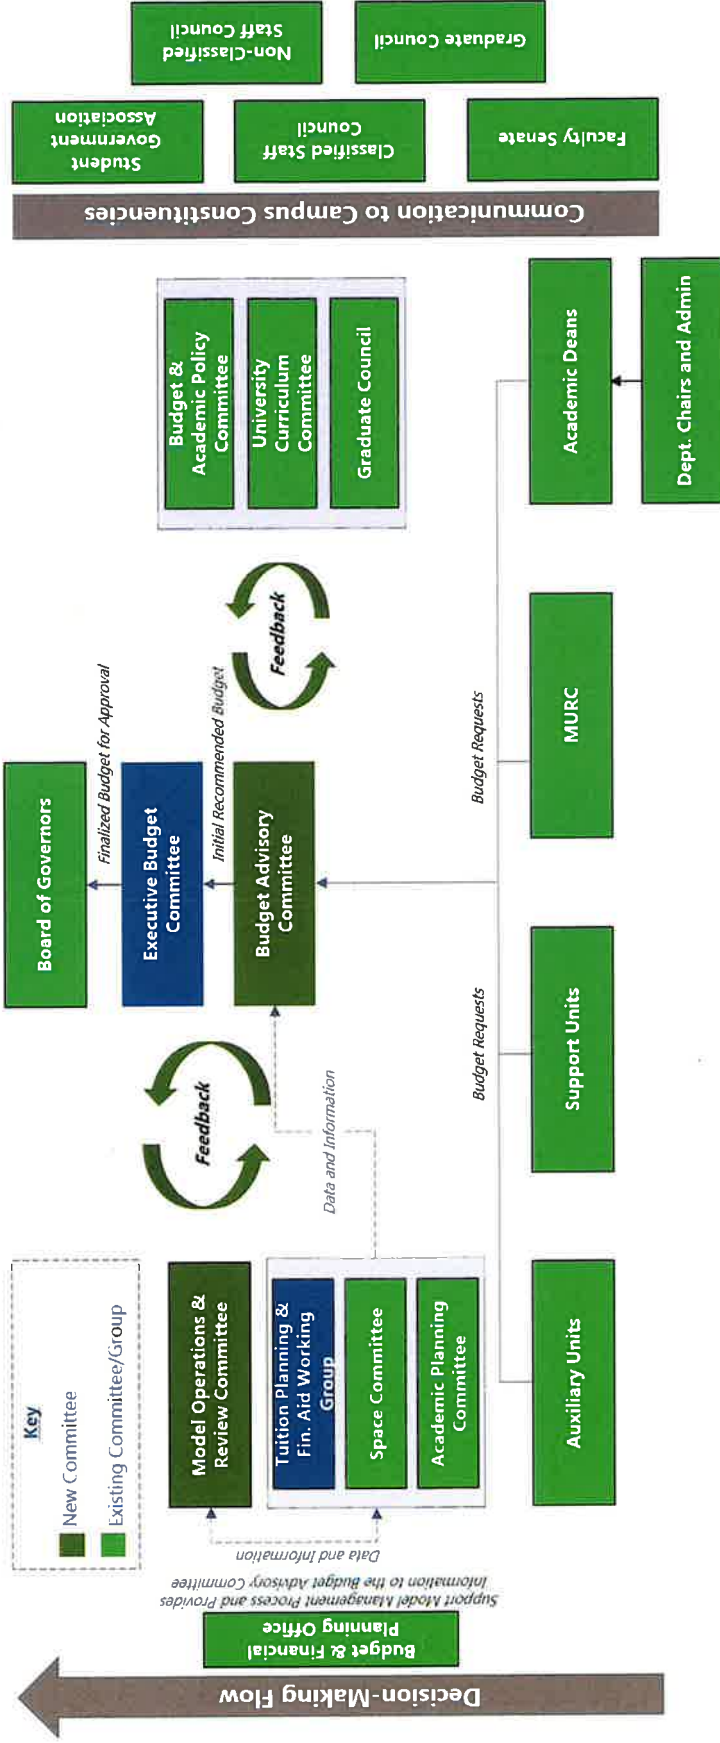 Decision-Making Flow
Budget & Financial
Planning Office
Support Model Management Process and Provides
Information to the Budget Advisory Committee
Data and Information
Key
New Committee
Existing Committee/Group
Model Operations &
Review Committee
Tuition Planning &
Fin. Aid Working
Group
Space Committee
Academic Planning
Committee
Data and Information
Feedback
Board of Governors
Finalized Budget for Approval
Executive Budget
Committee
Initial Recommended Budget
Budget Advisory
Committee
Feedback
Budget &
Academic Policy
Committee
University
Curriculum
Committee
Graduate Council
Budget Requests
Budget Requests
Auxiliary Units
Support Units
MURC
Academic Deans
Dept. Chairs and Admin
Communication to Campus Constituencies
Student
Government
Association
Classified Staff
Council
Faculty Senate
Non-Classified
Staff Council
Graduate Council